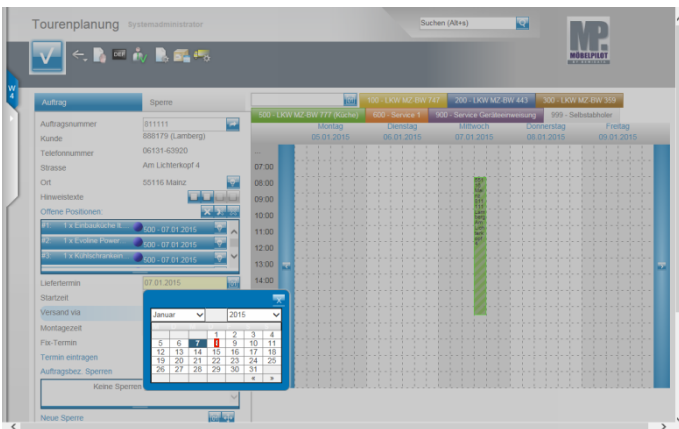 Tourenplanung Systemadministrator
Suchen (Alt+s)
MP
MÖBELPILOT
DEF
W
4
Auftrag Sperre
100 - LKW MZ-BW 747 200 - LKW MZ-BW 443 300 - LKW MZ-BW 359
500 - LKW MZ-BW 777 (Küche) 600 - Service 1 900 - Service Geräteeinweisung 999 - Selbstabholer
Montag Dienstag Mittwoch Donnerstag Freitag
05.01.2015 06.01.2015 07.01.2015 08.01.2015 09.01.2015
Auftragsnummer 811111
Kunde 888179 (Lamberg)
Telefonnummer 06131-63920
Strasse Am Lichterkopf 4
Ort 55116 Mainz
Hinweistexte
Offene Positionen:
#1 1 x Einbauküche lt... 500 - 07.01.2015
#2 1 x Evoline Power... 500 - 07.01.2015
#3 1 x Kühlschrankein... 500 - 07.01.2015
Liefertermin 07.01.2015
Startzeit
Versand via
Montagezeit
Fix-Termin
Termin eintragen
Auftragsbez. Sperren
Keine Sperren
Neue Sperre
07:00
08:00
09:00
10:00
11:00
12:00
13:00
14:00
Januar 2015
1 2 3 4
5 6 7 8 9 10 11
12 13 14 15 16 17 18
19 20 21 22 23 24 25
26 27 28 29 30 31
« »